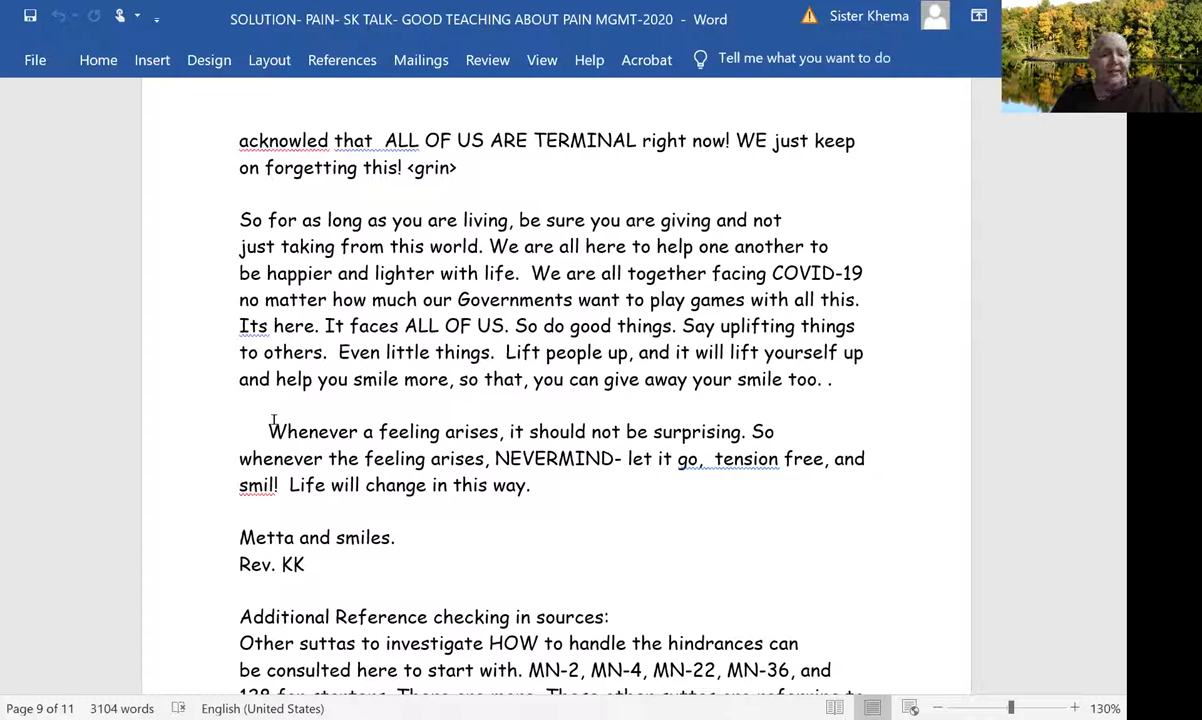 SOLUTION- PAIN- SK TALK- GOOD TEACHING ABOUT PAIN MGMT-2020 - Word
Sister Khema
File Home Insert Design Layout References Mailings Review View Help Acrobat Tell me what you want to do
acknowled that ALL OF US ARE TERMINAL right now! WE just keep
on forgetting this! <grin>
So for as long as you are living, be sure you are giving and not
just taking from this world. We are all here to help one another to
be happier and lighter with life. We are all together facing COVID-19
no matter how much our Governments want to play games with all this.
Its here. It faces ALL OF US. So do good things. Say uplifting things
to others. Even little things. Lift people up, and it will lift yourself up
and help you smile more, so that, you can give away your smile too. .
Whenever a feeling arises, it should not be surprising. So
whenever the feeling arises, NEVERMIND- let it go, tension free, and
smil! Life will change in this way.
Metta and smiles.
Rev. KK
Additional Reference checking in sources:
Other suttas to investigate HOW to handle the hindrances can
be consulted here to start with. MN-2, MN-4, MN-22, MN-36, and
Page 9 of 11 3104 words English (United States) 130%